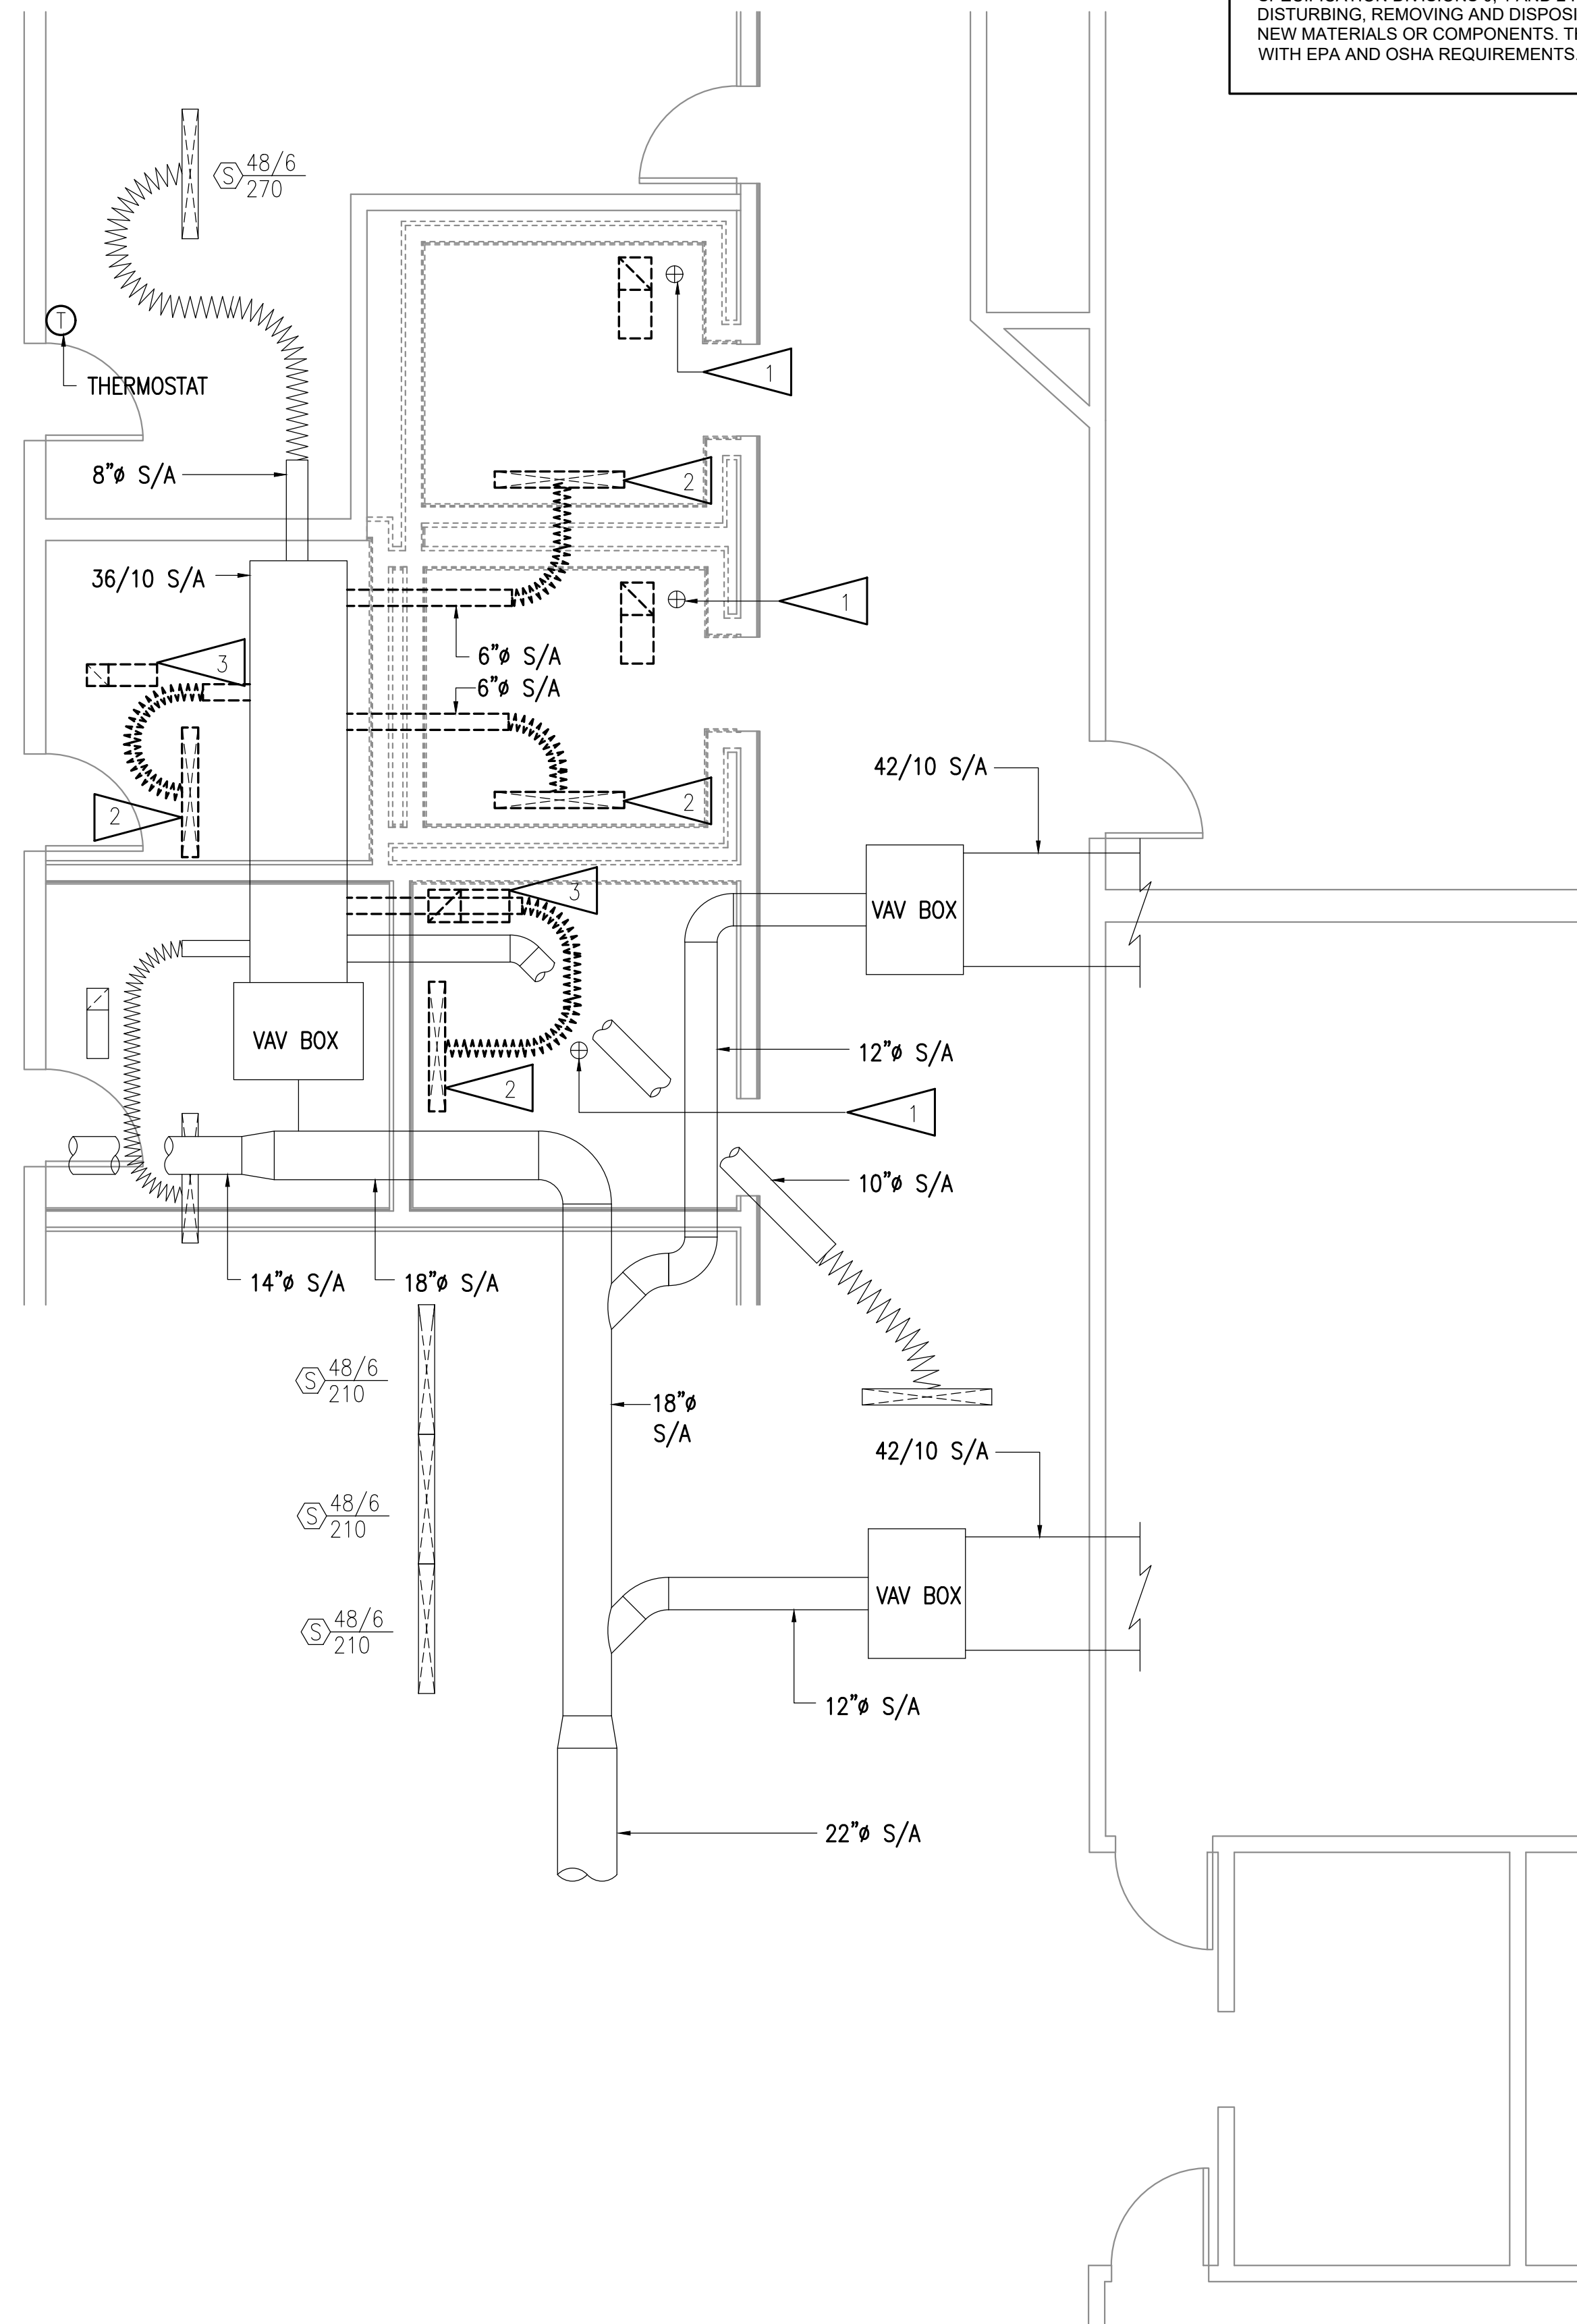 DISTURBING, REMOVING AND DISPOSI
NEW MATERIALS OR COMPONENTS. T
WITH EPA AND OSHA REQUIREMENTS.
S 48/6
270
T
THERMOSTAT
1
8"ø S/A
2
36/10 S/A
1
3
6"ø S/A
6"ø S/A
42/10 S/A
2
2
3
VAV BOX
VAV BOX
12"ø S/A
2
1
10"ø S/A
14"ø S/A
18"ø S/A
S 48/6
210
18"ø
S/A
42/10 S/A
S 48/6
210
VAV BOX
S 48/6
210
12"ø S/A
22"ø S/A